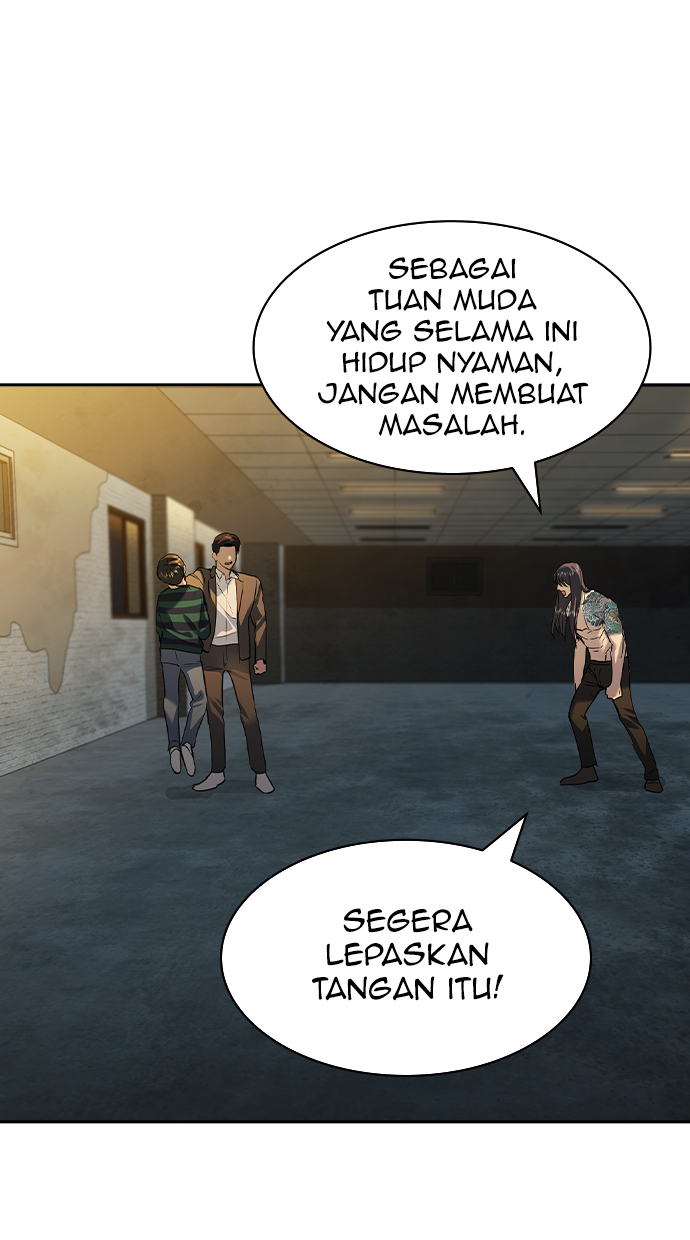 SEBAGAI
TUAN MUDA
YANG SELAMA INI
HIDUP NYAMAN,
JANGAN MEMBUAT
MASALAH.
SEGERA
LEPASKAN
TANGAN ITU!